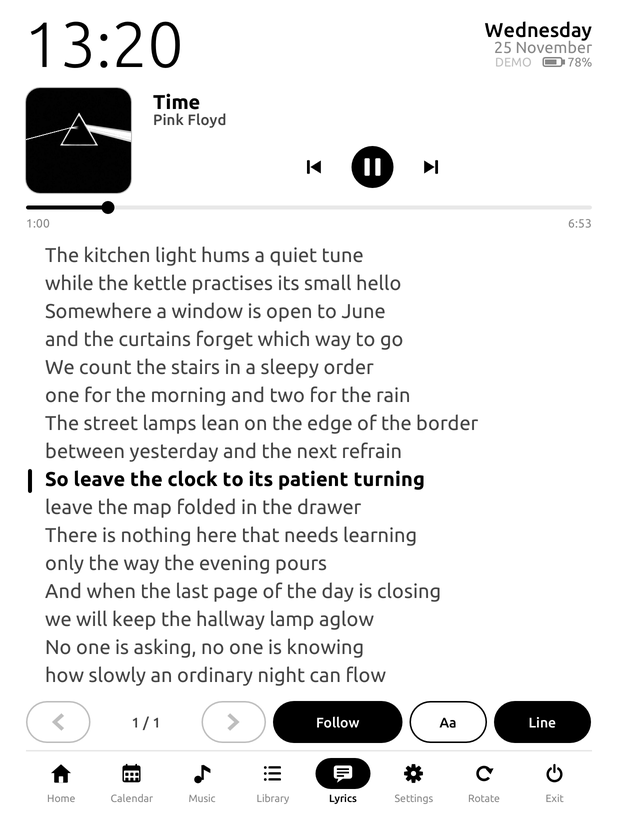 13:20
Wednesday
25 November
DEMO 78%
Time
Pink Floyd
1:00 6:53
The kitchen light hums a quiet tune
while the kettle practises its small hello
Somewhere a window is open to June
and the curtains forget which way to go
We count the stairs in a sleepy order
one for the morning and two for the rain
The street lamps lean on the edge of the border
between yesterday and the next refrain
So leave the clock to its patient turning
leave the map folded in the drawer
There is nothing here that needs learning
only the way the evening pours
And when the last page of the day is closing
we will keep the hallway lamp aglow
No one is asking, no one is knowing
how slowly an ordinary night can flow
1 / 1 Follow Aa Line
Home Calendar Music Library Lyrics Settings Rotate Exit